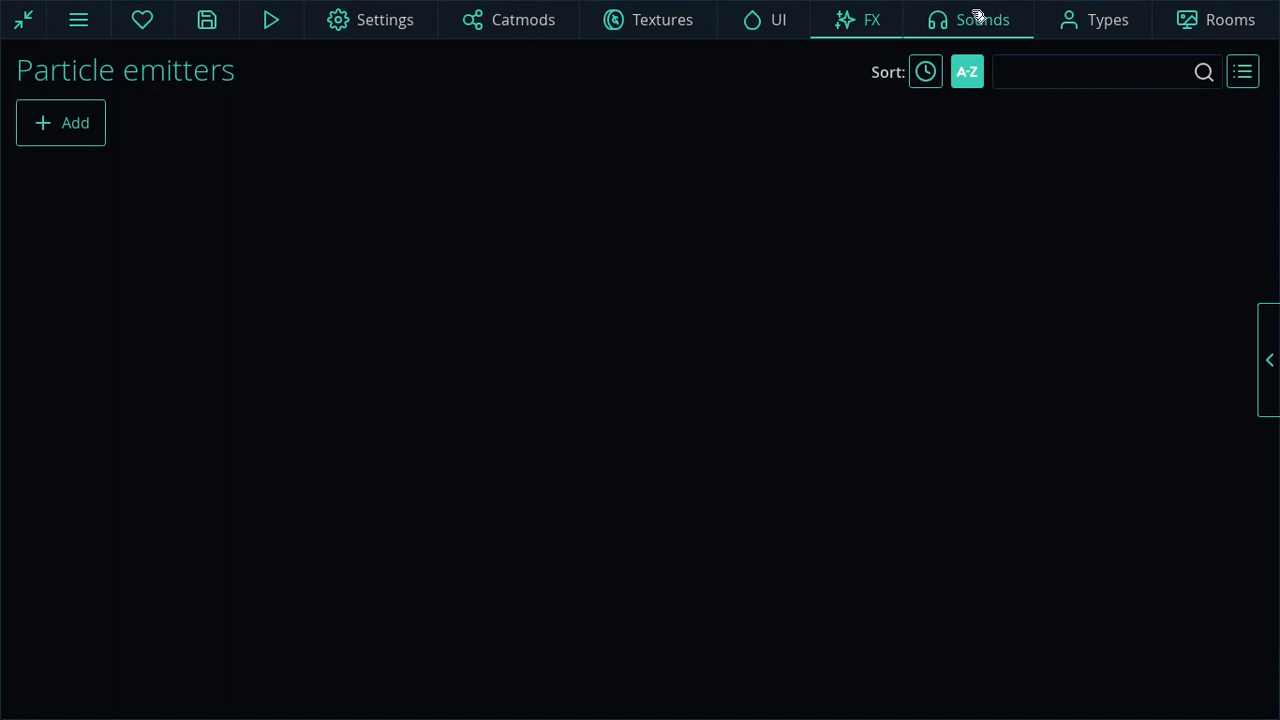 Settings Catmods Textures UI FX Sounds Types Rooms
Particle emitters
Sort: A-Z
Add